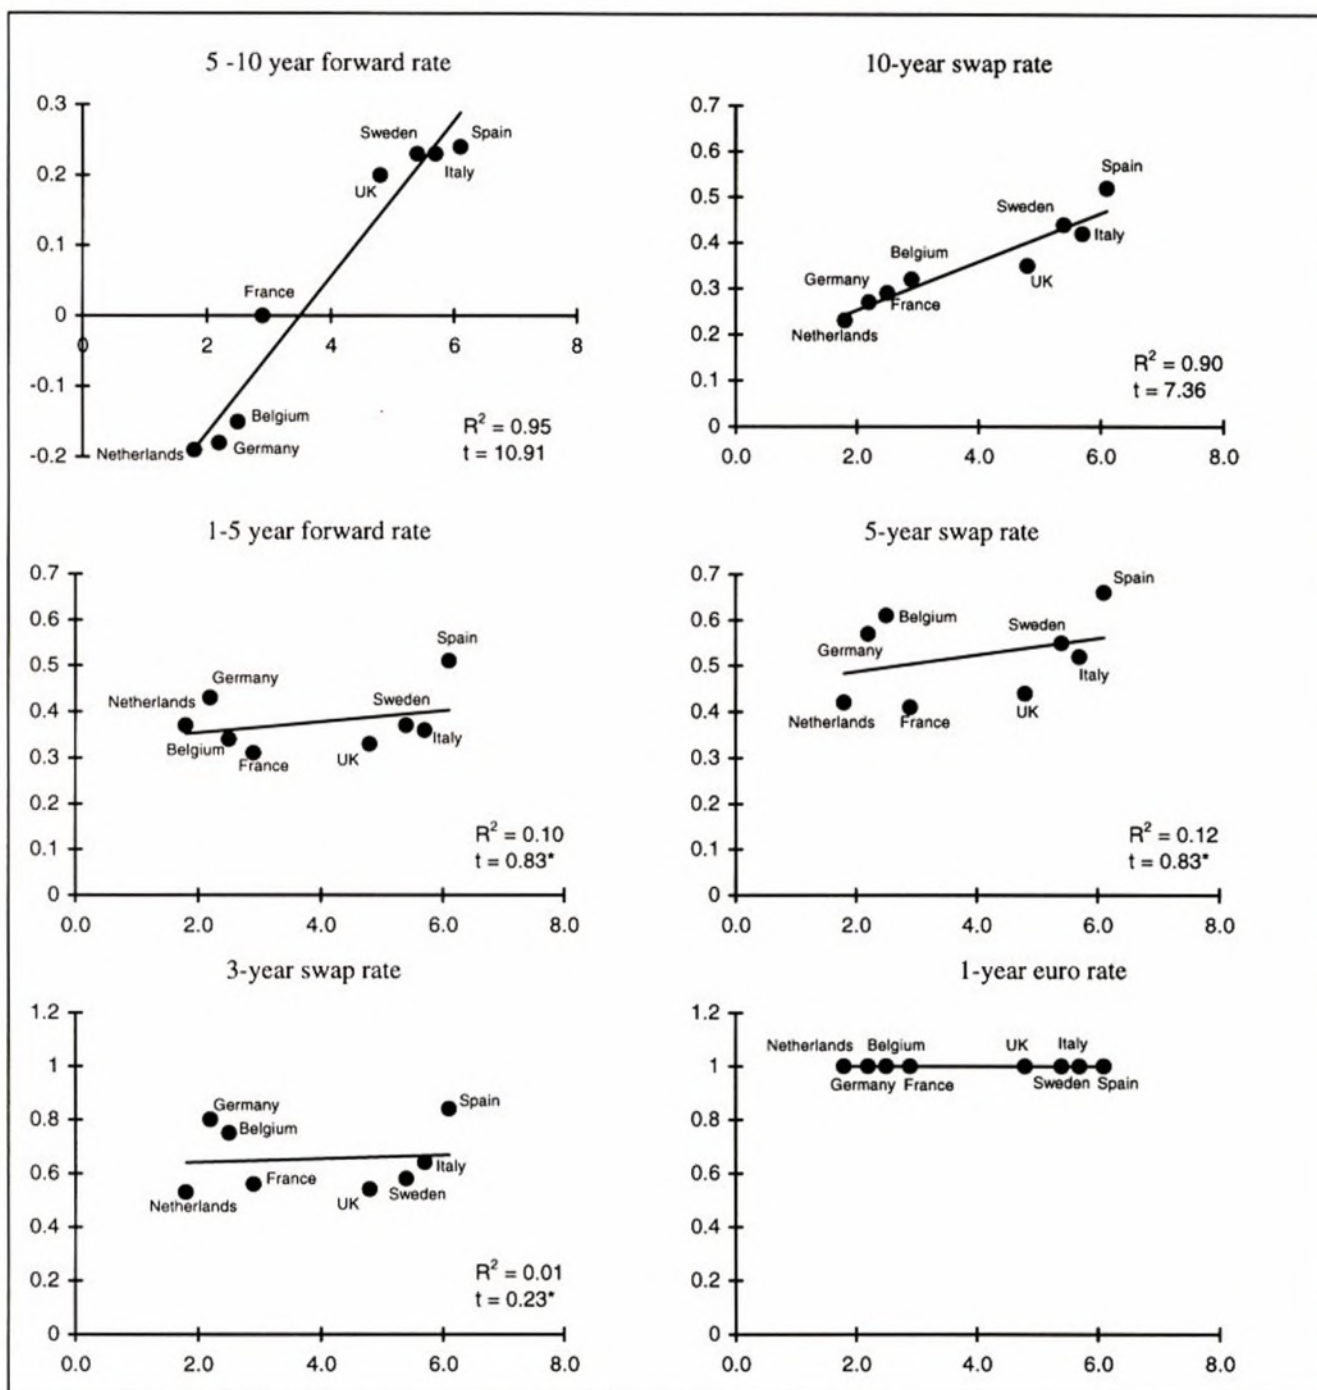 5 -10 year forward rate
0.3
0.2
0.1
0
-0.1
-0.2
0
2
4
6
8
Sweden
Spain
UK
Italy
France
Belgium
Netherlands
Germany
R² = 0.95
t = 10.91
10-year swap rate
0.7
0.6
0.5
0.4
0.3
0.2
0.1
0
0.0
2.0
4.0
6.0
8.0
Spain
Sweden
Italy
Belgium
UK
Germany
France
Netherlands
R² = 0.90
t = 7.36
1-5 year forward rate
0.7
0.6
0.5
0.4
0.3
0.2
0.1
0
0.0
2.0
4.0
6.0
8.0
Spain
Germany
Netherlands
Sweden
Belgium
France
UK
Italy
R² = 0.10
t = 0.83*
5-year swap rate
0.7
0.6
0.5
0.4
0.3
0.2
0.1
0
0.0
2.0
4.0
6.0
8.0
Spain
Belgium
Germany
Sweden
Italy
Netherlands
France
UK
R² = 0.12
t = 0.83*
3-year swap rate
1.2
1
0.8
0.6
0.4
0.2
0
0.0
2.0
4.0
6.0
8.0
Germany
Spain
Belgium
Italy
France
Sweden
Netherlands
UK
R² = 0.01
t = 0.23*
1-year euro rate
1.2
1
0.8
0.6
0.4
0.2
0
0.0
2.0
4.0
6.0
8.0
Netherlands
Belgium
UK
Italy
Germany
France
Sweden
Spain